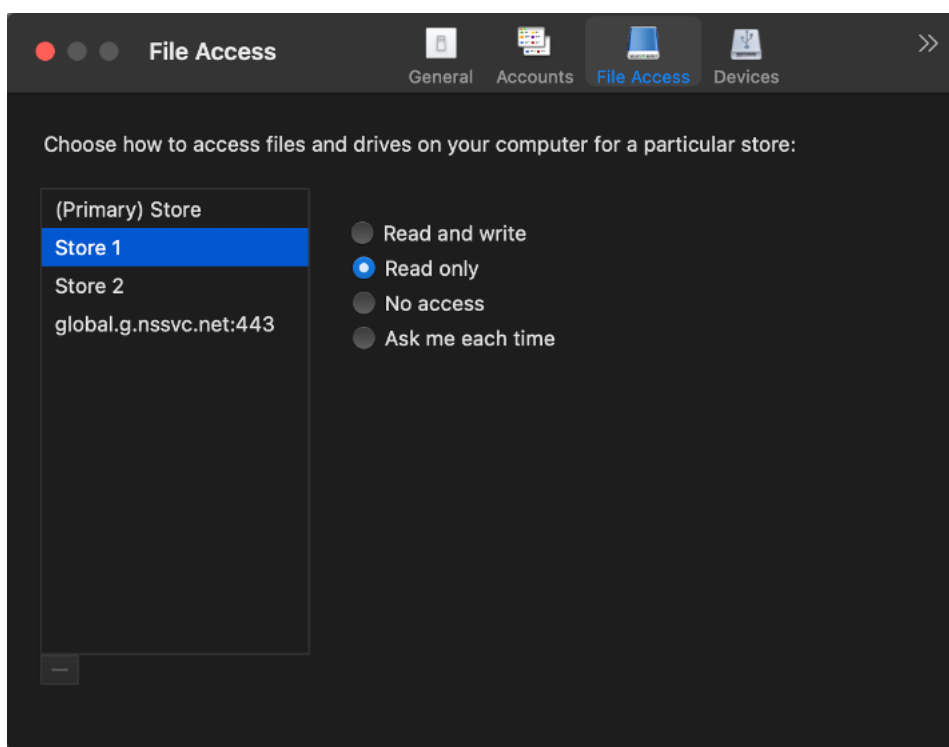 File Access
General
Accounts
File Access
Devices
Choose how to access files and drives on your computer for a particular store:
(Primary) Store
Store 1
Store 2
global.g.nssvc.net:443
Read and write
Read only
No access
Ask me each time